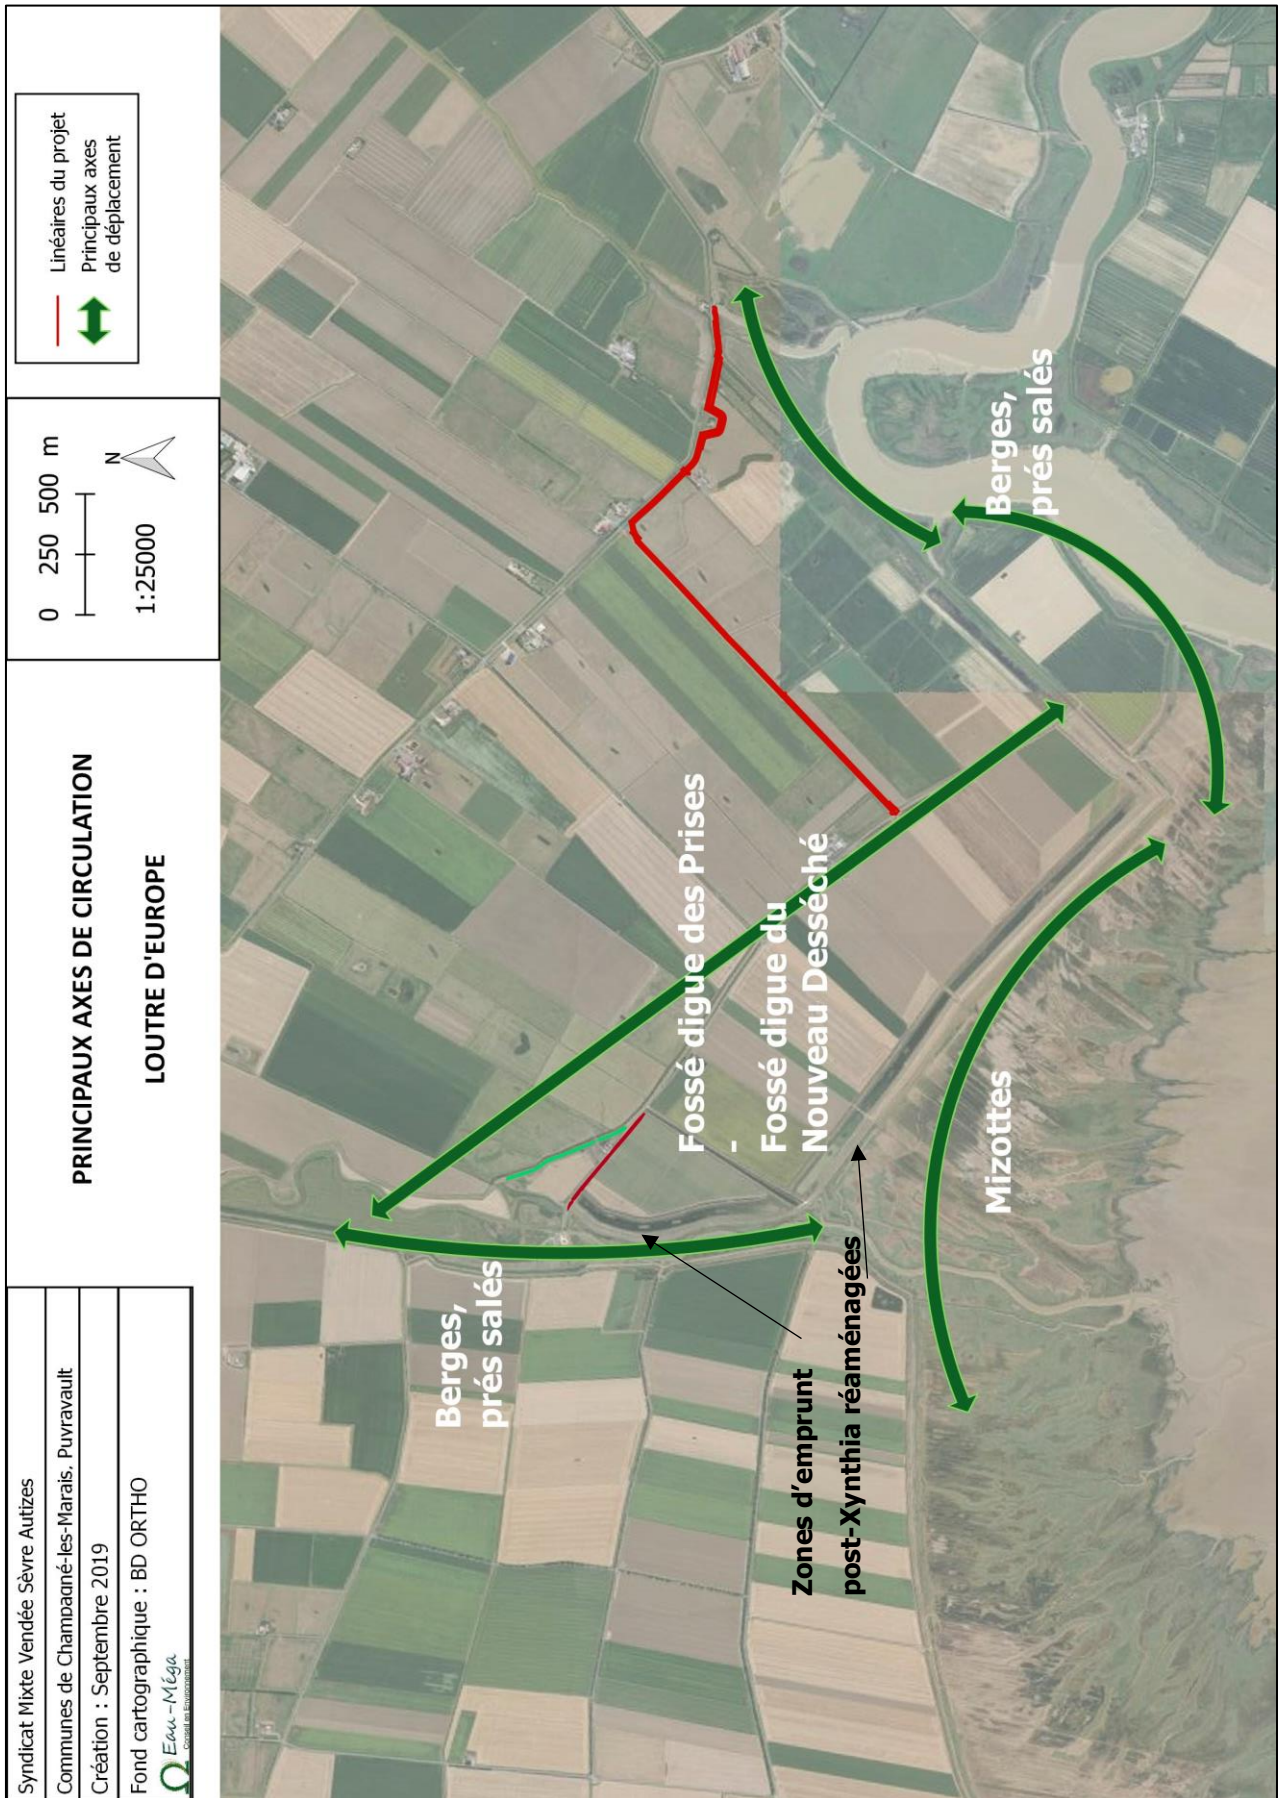 Syndicat Mixte Vendée Sèvre Autizes
Communes de Champagné-les-Marais, Puyravault
Création : Septembre 2019
Fond cartographique : BD ORTHO
Eau-Méga
Conseil en Environnement
PRINCIPAUX AXES DE CIRCULATION
LOUTRE D'EUROPE
0 250 500 m
N
1:25000
Linéaires du projet
Principaux axes
de déplacement
Berges,
prés salés
Zones d'emprunt
post-Xynthia réaménagées
Fossé digue des Prises
-
Fossé digue du
Nouveau Desséché
Mizottes
Berges,
prés salés